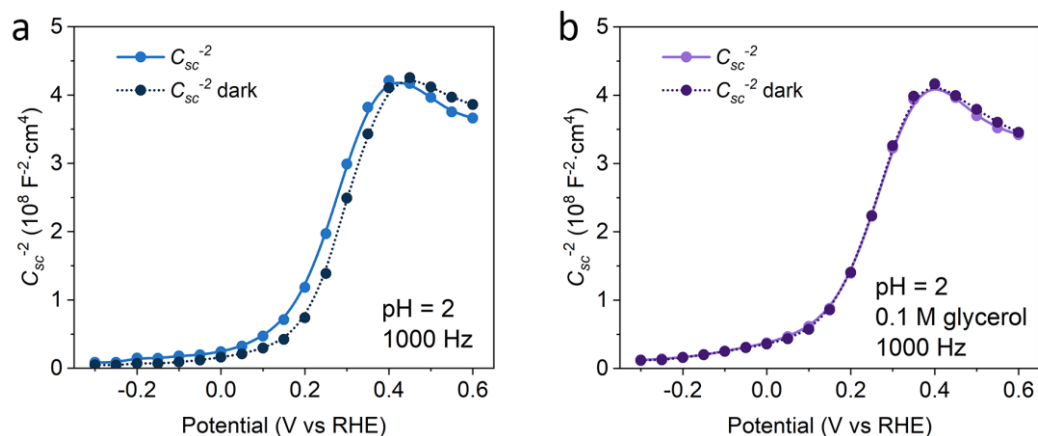 a
C_sc^-2
C_sc^-2 dark
5
4
3
2
1
0
C_sc^-2 (10^8 F^-2·cm^4)
pH = 2
1000 Hz
-0.2
0.0
0.2
0.4
0.6
Potential (V vs RHE)
b
C_sc^-2
C_sc^-2 dark
5
4
3
2
1
0
C_sc^-2 (10^8 F^-2·cm^4)
pH = 2
0.1 M glycerol
1000 Hz
-0.2
0.0
0.2
0.4
0.6
Potential (V vs RHE)